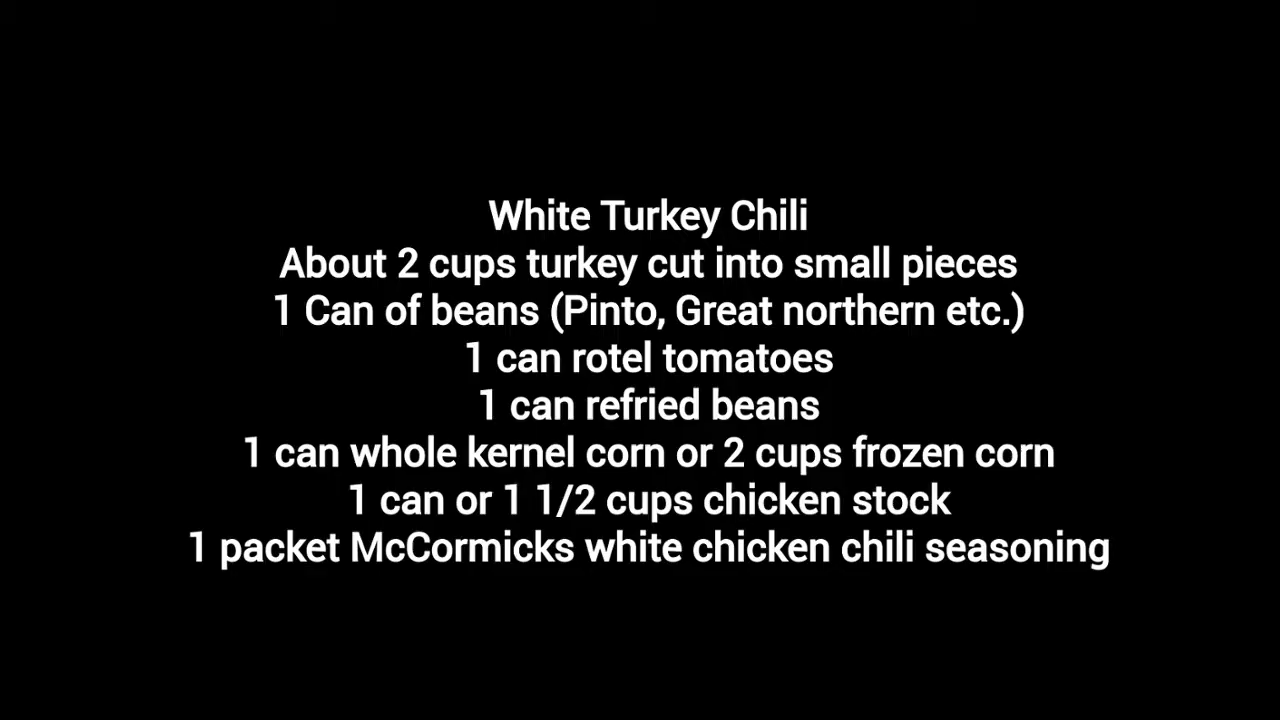 White Turkey Chili
About 2 cups turkey cut into small pieces
1 Can of beans (Pinto, Great northern etc.)
1 can rotel tomatoes
1 can refried beans
1 can whole kernel corn or 2 cups frozen corn
1 can or 1 1/2 cups chicken stock
1 packet McCormicks white chicken chili seasoning